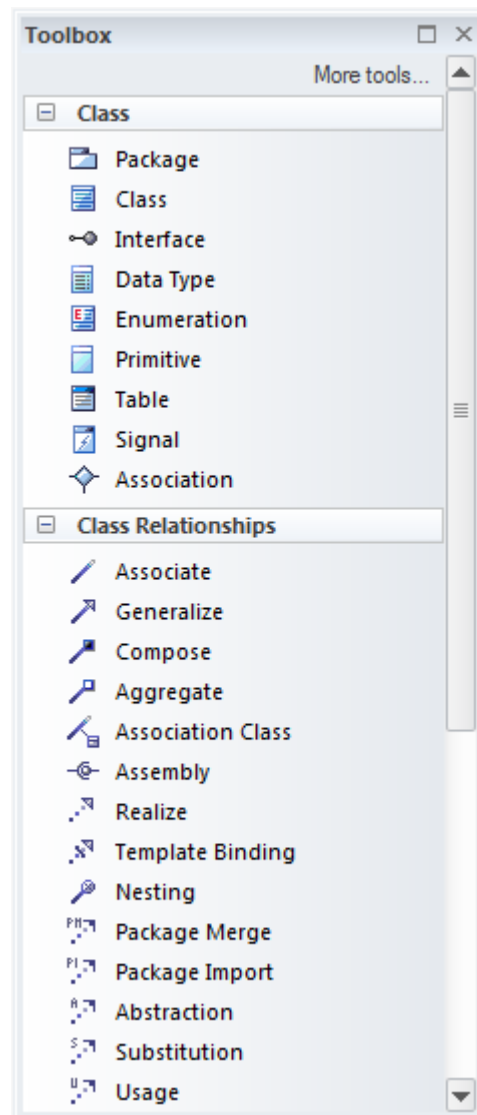 Toolbox
More tools...
Class
Package
Class
Interface
Data Type
Enumeration
Primitive
Table
Signal
Association
Class Relationships
Associate
Generalize
Compose
Aggregate
Association Class
Assembly
Realize
Template Binding
Nesting
Package Merge
Package Import
Abstraction
Substitution
Usage